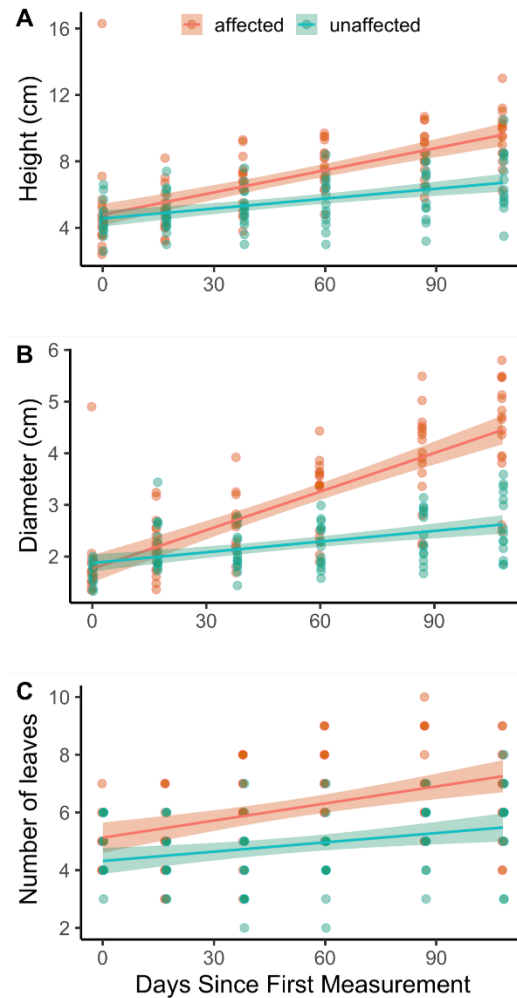 A
affected unaffected
16
12
8
4
Height (cm)
0 30 60 90
B
6
5
4
3
2
Diameter (cm)
0 30 60 90
C
10
8
6
4
2
Number of leaves
0 30 60 90
Days Since First Measurement